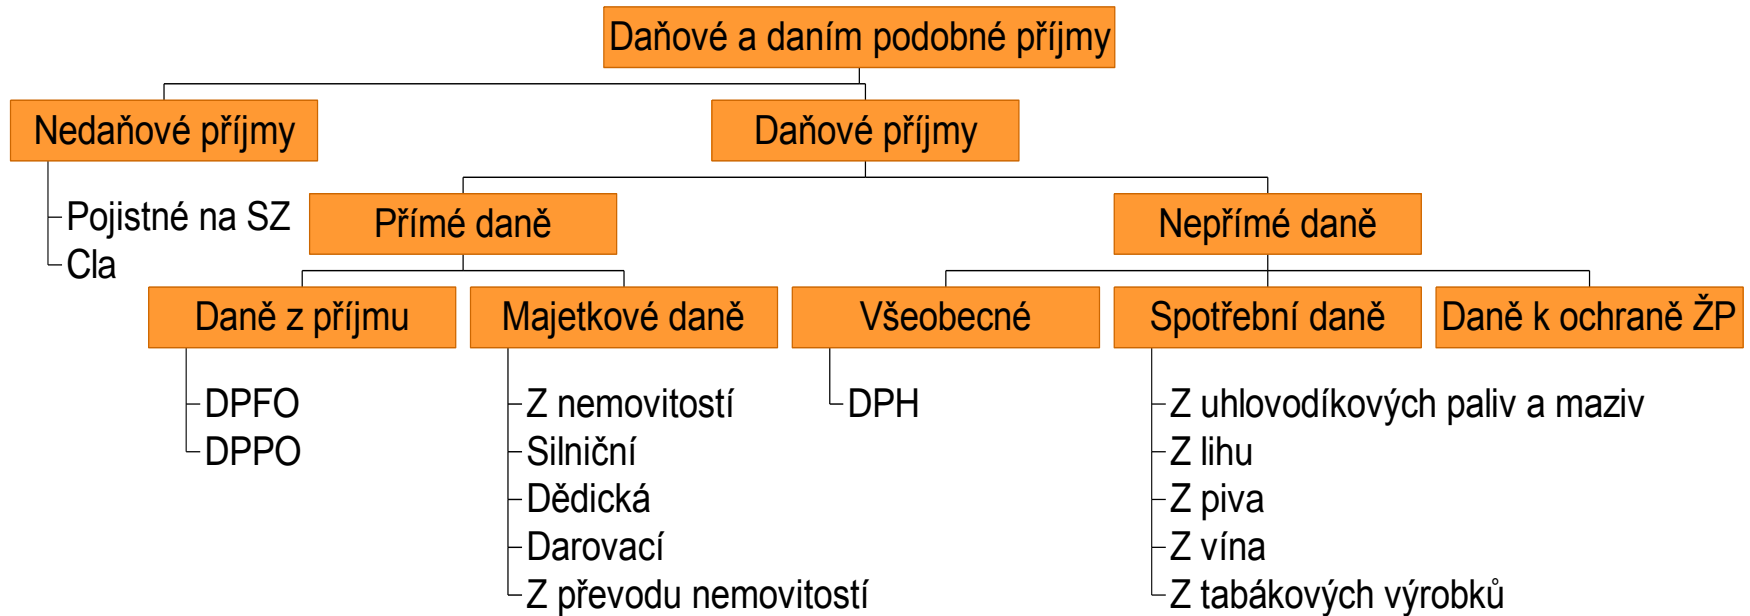 Daňové a daním podobné příjmy
Nedaňové příjmy
Daňové příjmy
Pojistné na SZ
Cla
Přímé daně
Nepřímé daně
Daně z příjmu
Majetkové daně
Všeobecné
Spotřební daně
Daně k ochraně ŽP
DPFO
DPPO
Z nemovitostí
Silniční
Dědická
Darovací
Z převodu nemovitostí
DPH
Z uhlovodíkových paliv a maziv
Z lihu
Z piva
Z vína
Z tabákových výrobků